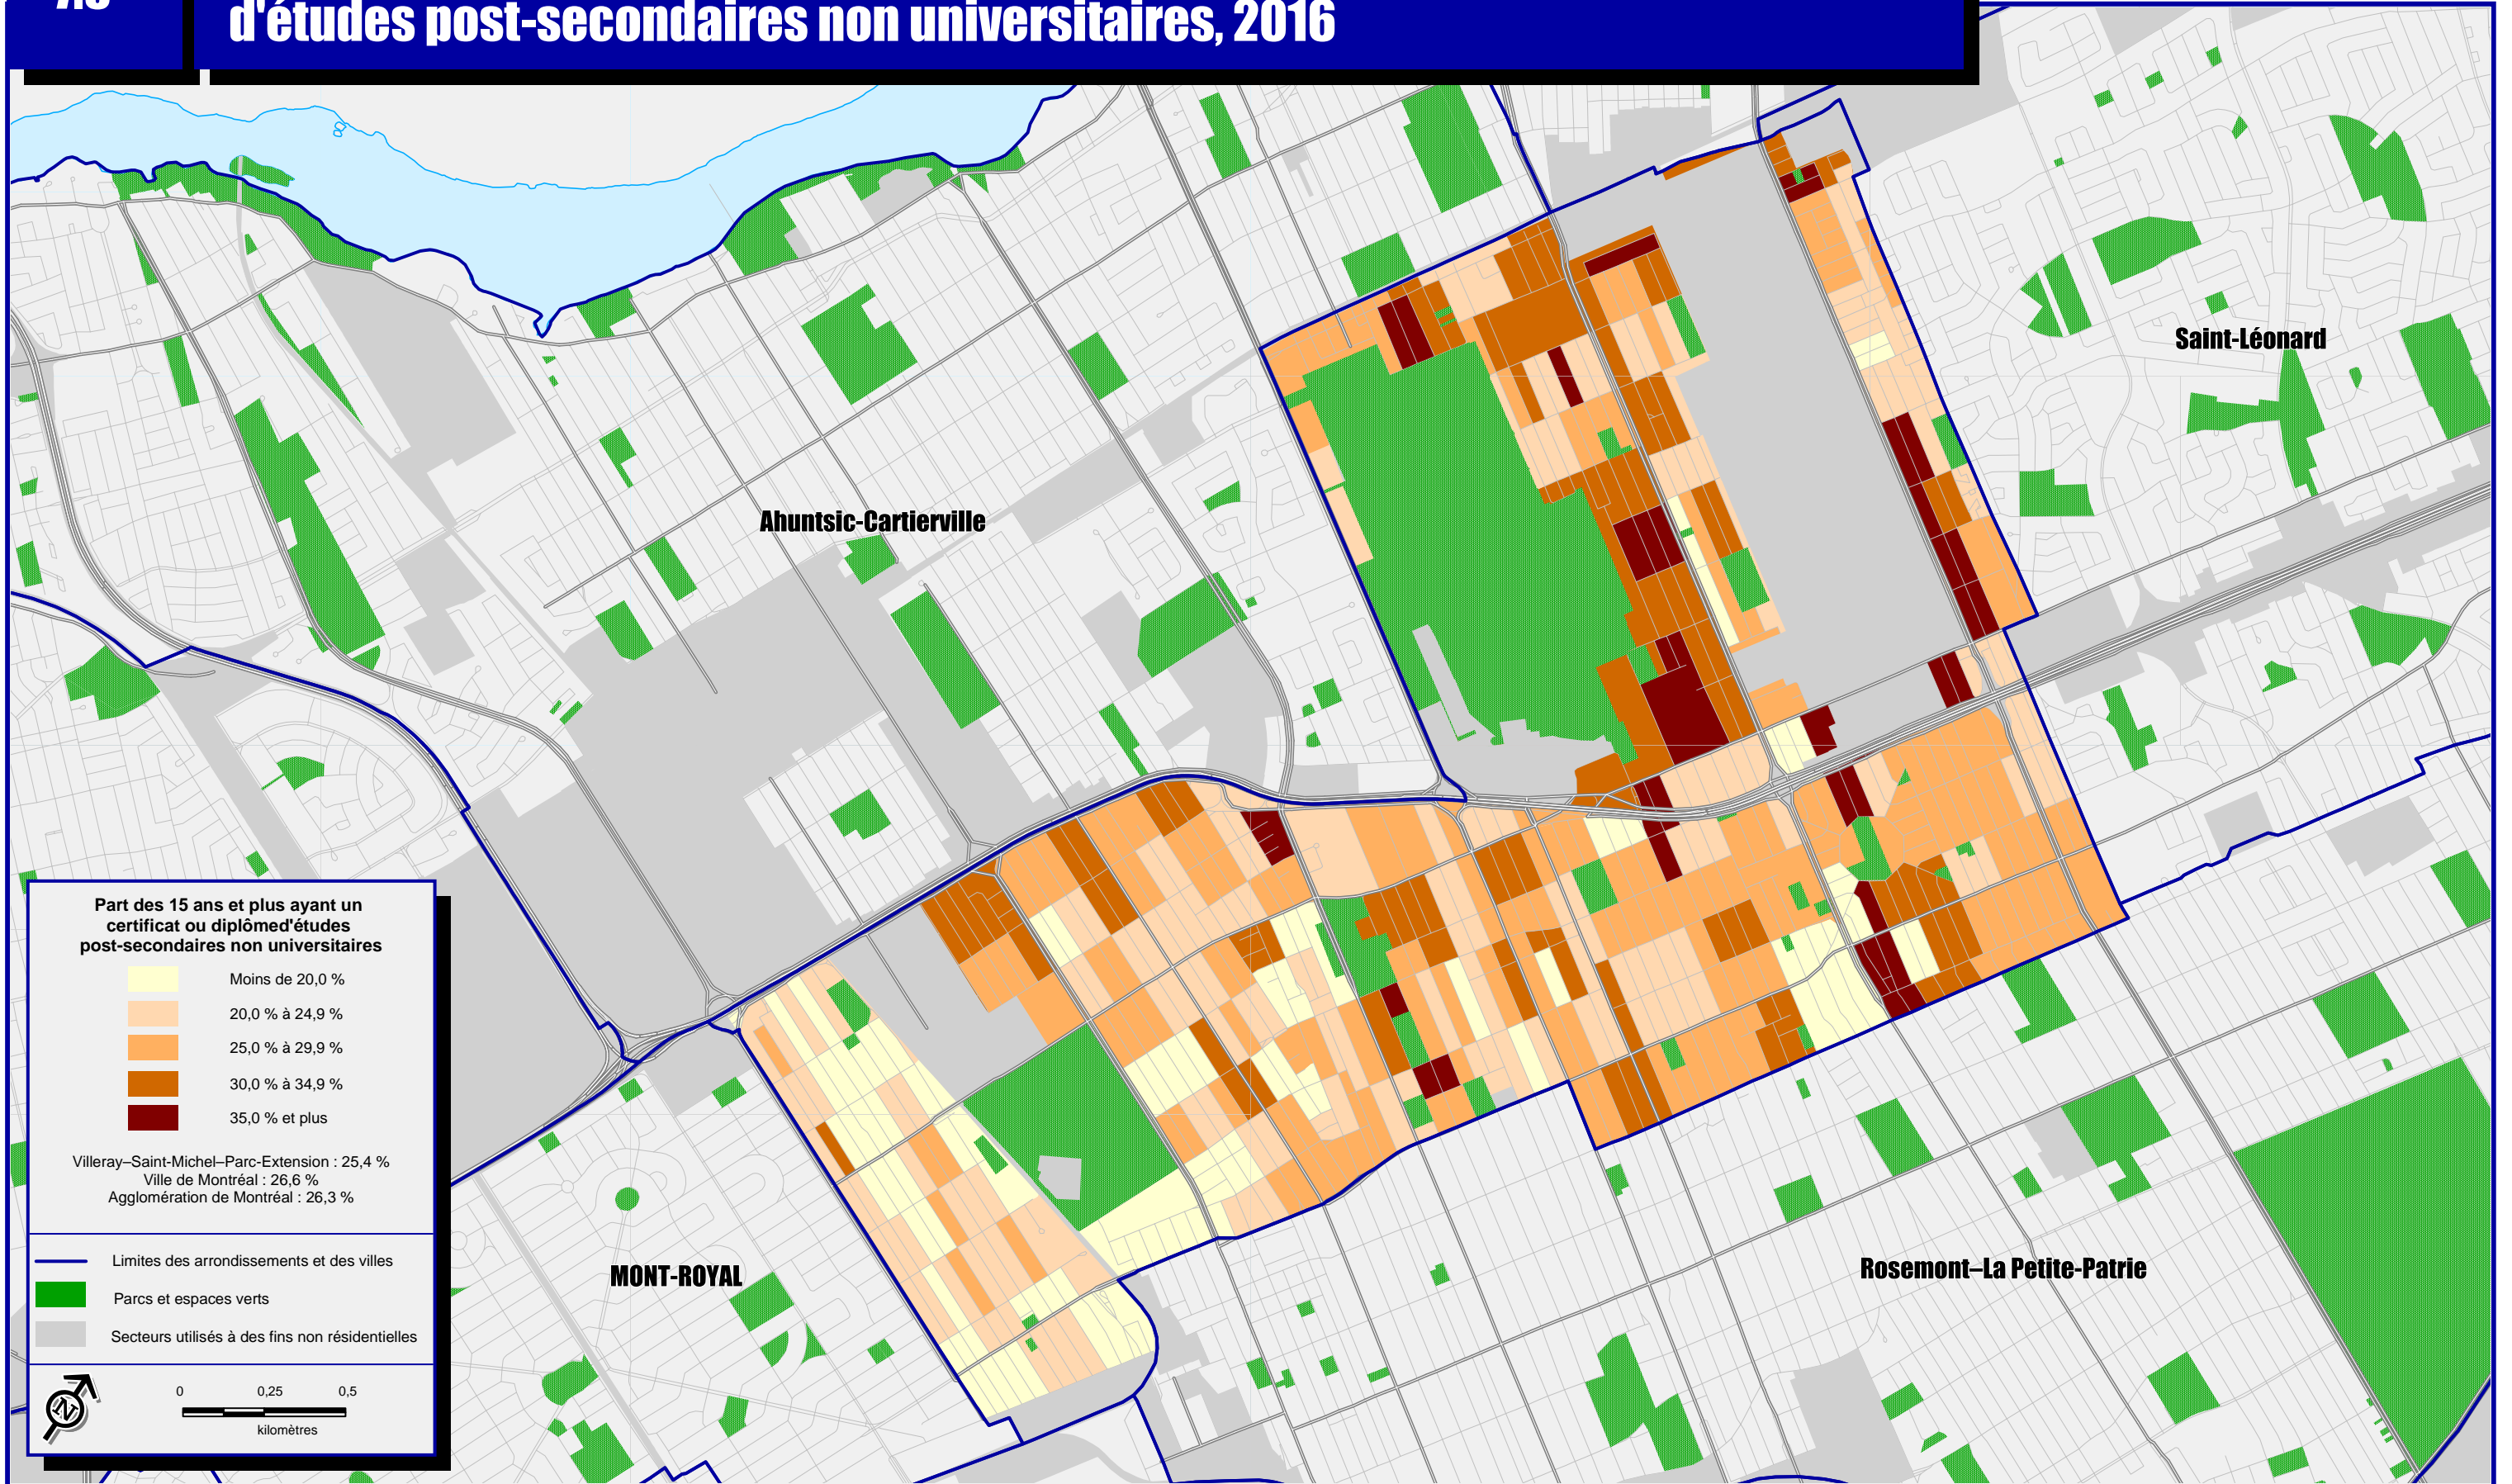 d'études post-secondaires non universitaires, 2016
Saint-Léonard
Ahuntsic-Cartierville
MONT-ROYAL
Rosemont–La Petite-Patrie
Part des 15 ans et plus ayant un
certificat ou diplômed'études
post-secondaires non universitaires
Moins de 20,0 %
20,0 % à 24,9 %
25,0 % à 29,9 %
30,0 % à 34,9 %
35,0 % et plus
Villeray–Saint-Michel–Parc-Extension : 25,4 %
Ville de Montréal : 26,6 %
Agglomération de Montréal : 26,3 %
Limites des arrondissements et des villes
Parcs et espaces verts
Secteurs utilisés à des fins non résidentielles
N
0 0,25 0,5
kilomètres